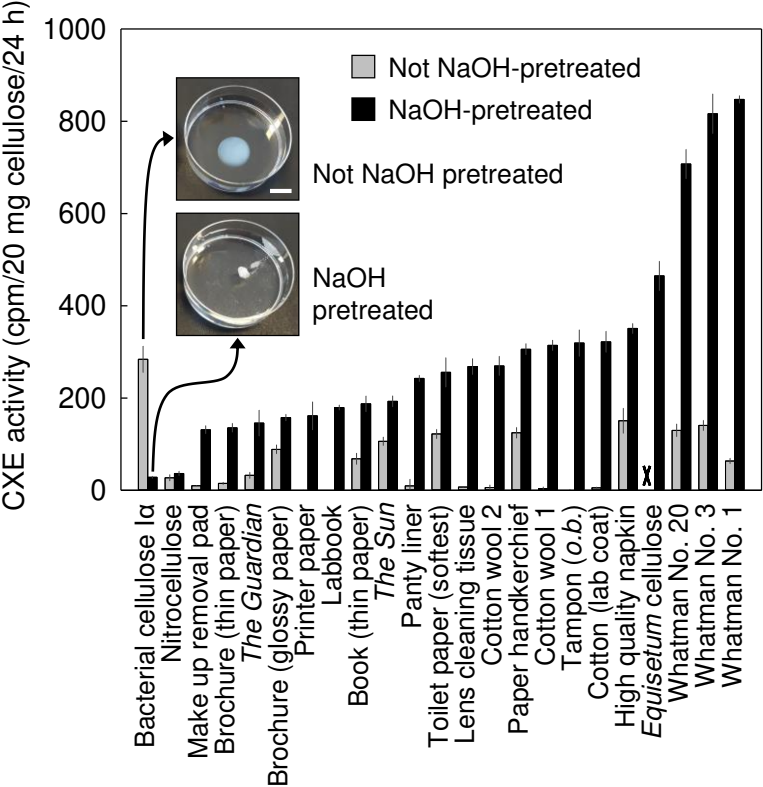 CXE activity (cpm/20 mg cellulose/24 h)
1000
800
600
400
200
0
Not NaOH-pretreated
NaOH-pretreated
Not NaOH pretreated
NaOH
pretreated
X
Bacterial cellulose Iα
Nitrocellulose
Make up removal pad
Brochure (thin paper)
The Guardian
Brochure (glossy paper)
Printer paper
Labbook
Book (thin paper)
The Sun
Panty liner
Toilet paper (softest)
Lens cleaning tissue
Cotton wool 2
Paper handkerchief
Cotton wool 1
Tampon (o.b.)
Cotton (lab coat)
High quality napkin
Equisetum cellulose
Whatman No. 20
Whatman No. 3
Whatman No. 1